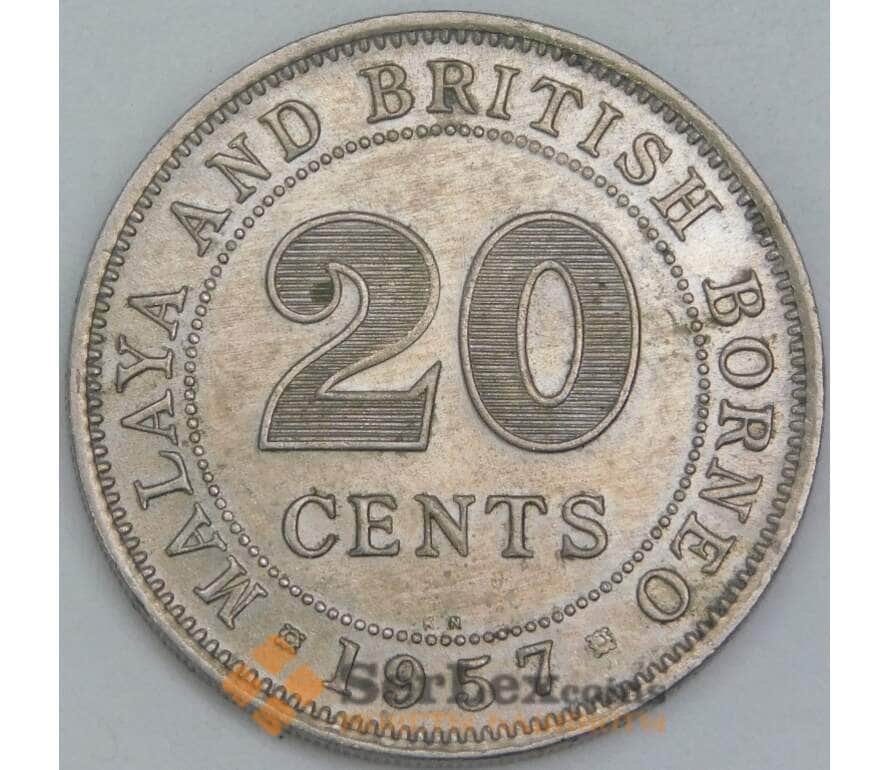 MALAYA AND BRITISH BORNEO
20
CENTS
KN
1957